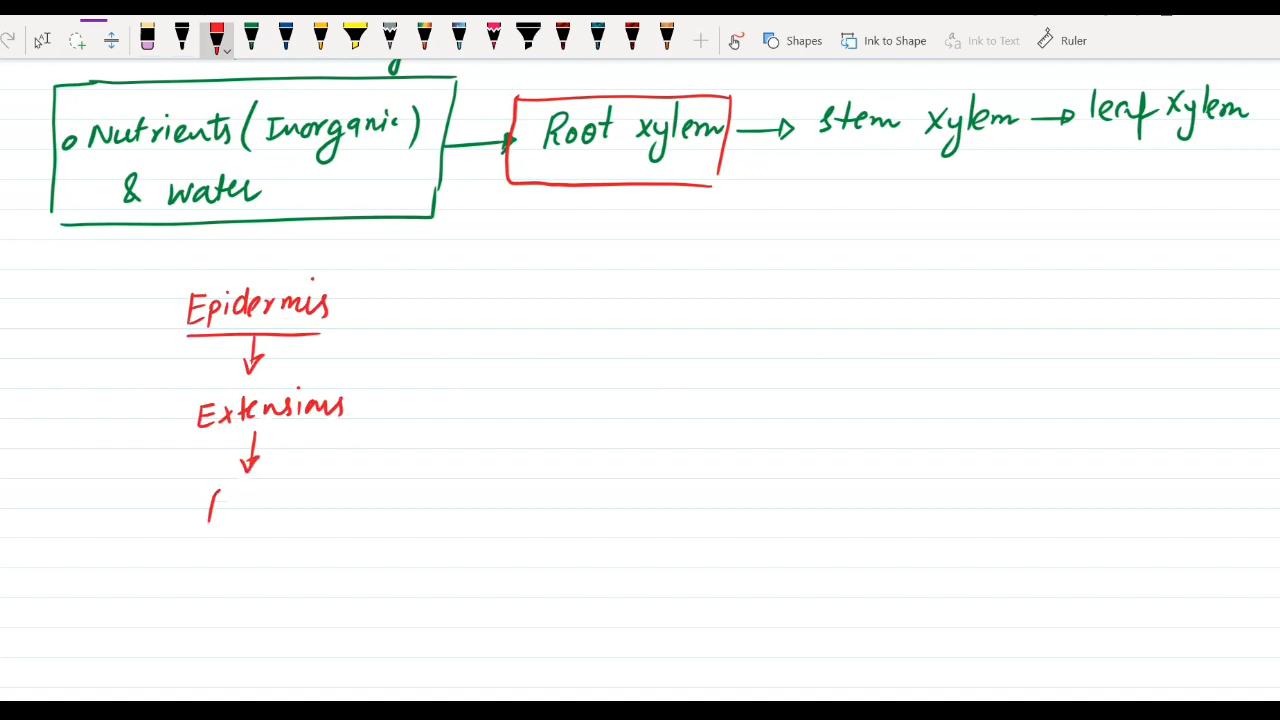 Shapes
Ink to Shape
Ink to Text
Ruler
o Nutrients (Inorganic) → Root xylem → stem xylem → leaf xylem
& water
Epidermis
↓
Extensions
↓